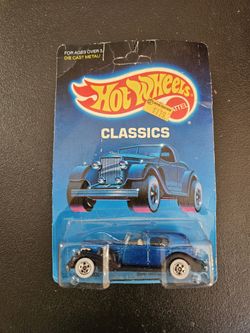 FOR AGES OVER 3
DIE CAST METAL!
Hot Wheels
MATTEL
CLASSICS